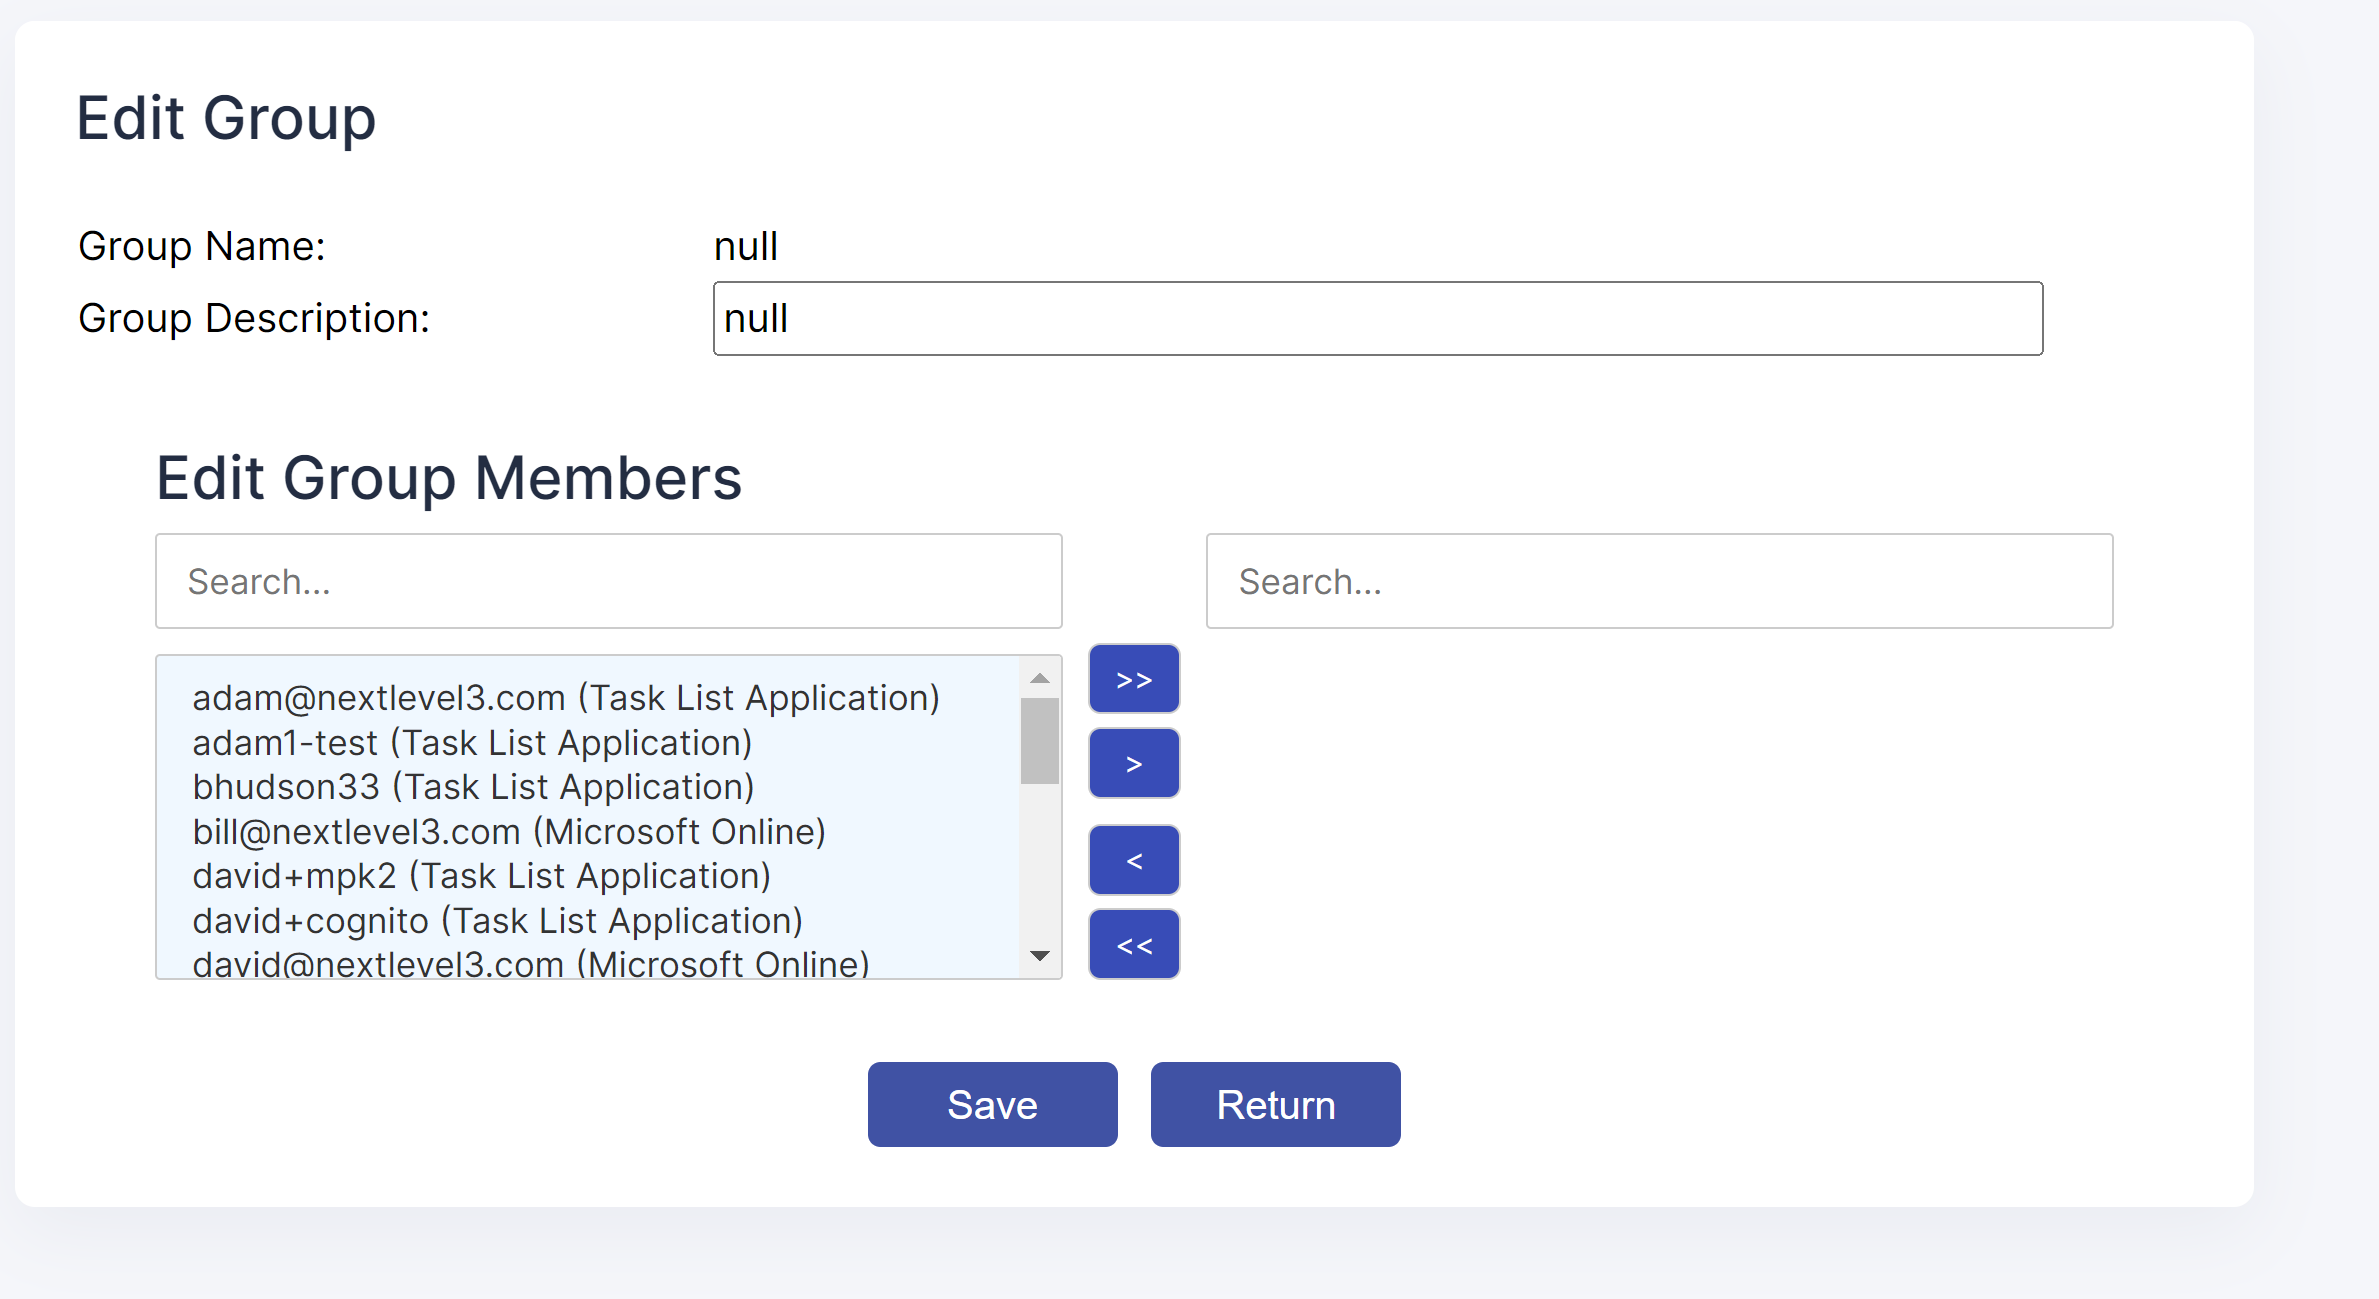 Edit Group
Group Name: null
Group Description: null
Edit Group Members
Search... Search...
adam@nextlevel3.com (Task List Application)
adam1-test (Task List Application)
bhudson33 (Task List Application)
bill@nextlevel3.com (Microsoft Online)
david+mpk2 (Task List Application)
david+cognito (Task List Application)
david@nextlevel3.com (Microsoft Online)
>>
>
<
<<
Save Return